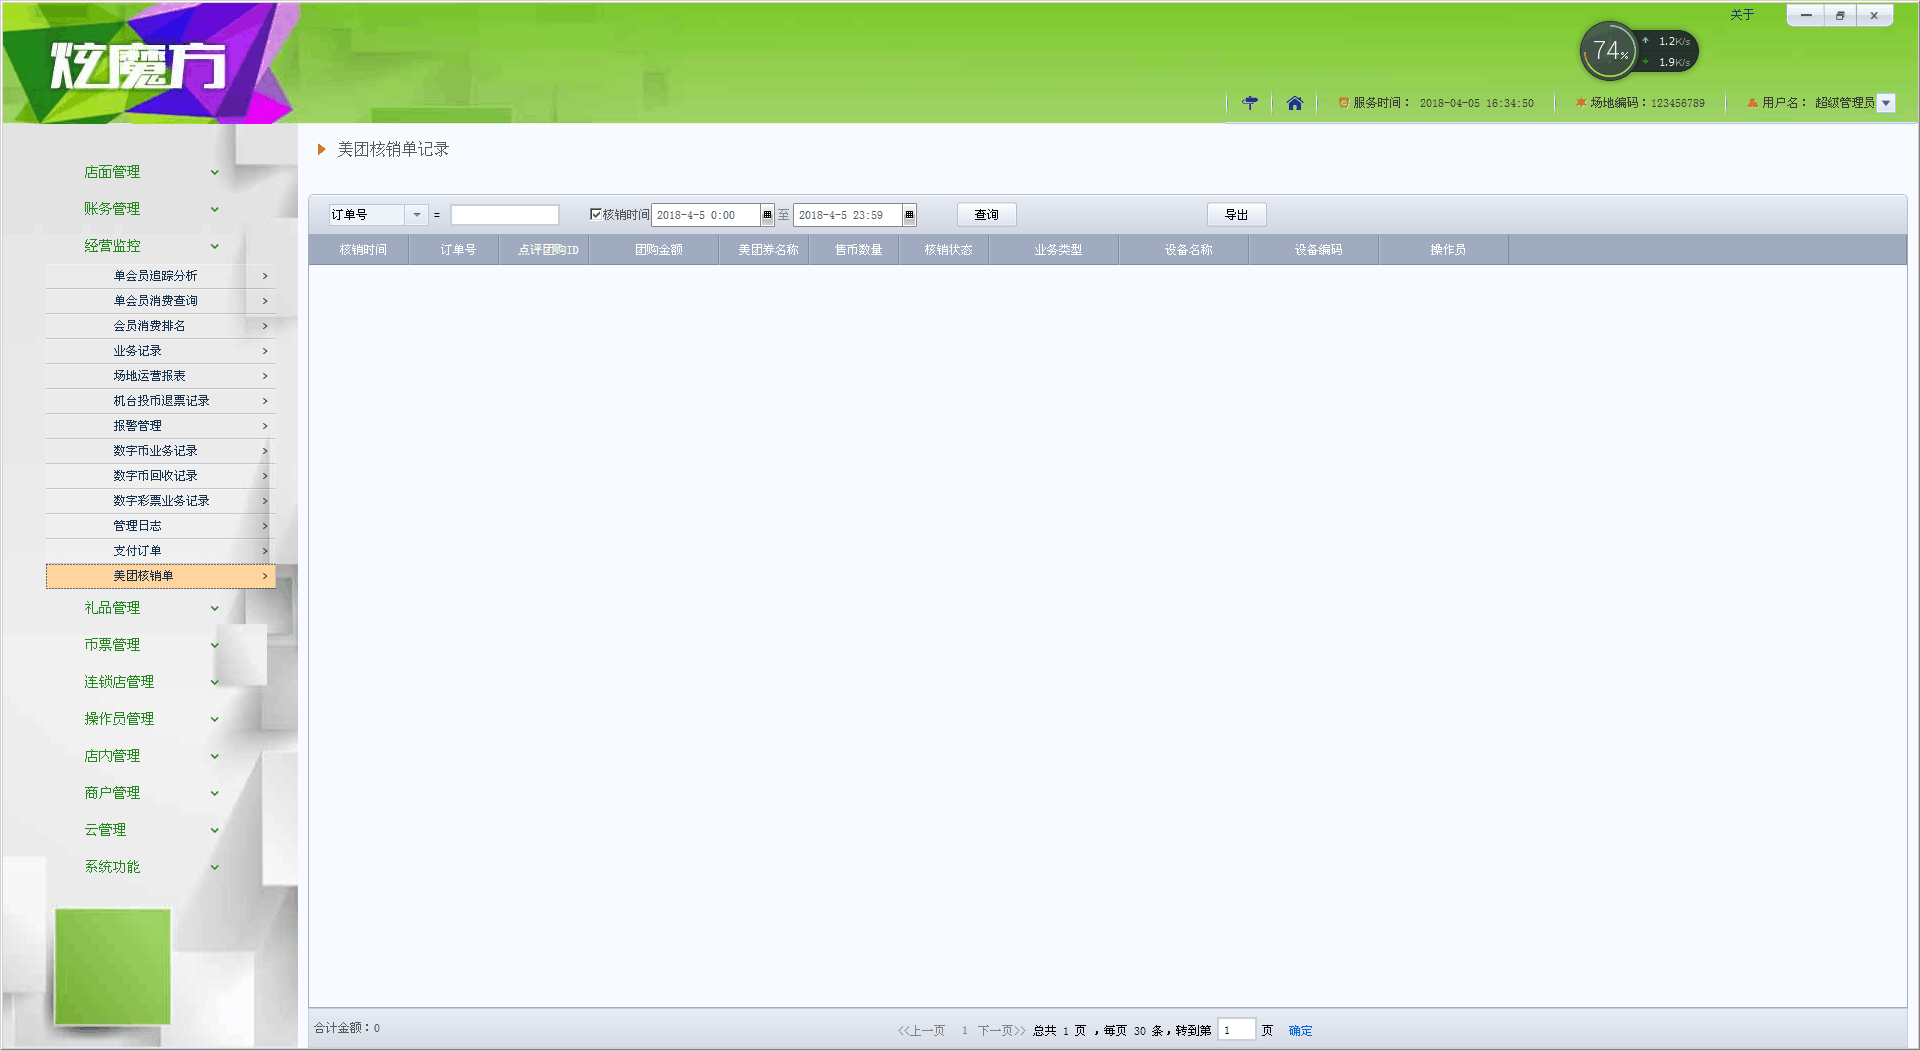 关于
炫魔方
74%
1.2K/s
1.9K/s
服务时间： 2018-04-05 16:34:50
场地编码：123456789
用户名： 超级管理员
店面管理
账务管理
经营监控
单会员追踪分析
单会员消费查询
会员消费排名
业务记录
场地运营报表
机台投币退票记录
报警管理
数字币业务记录
数字币回收记录
数字彩票业务记录
管理日志
支付订单
美团核销单
礼品管理
币票管理
连锁店管理
操作员管理
店内管理
商户管理
云管理
系统功能
美团核销单记录
订单号 = 核销时间 2018-4-5 0:00 至 2018-4-5 23:59 查询 导出
核销时间 订单号 点评团购ID 团购金额 美团券名称 售币数量 核销状态 业务类型 设备名称 设备编码 操作员
合计金额：0
<<上一页 1 下一页>> 总共 1 页 ，每页 30 条，转到第 1 页 确定